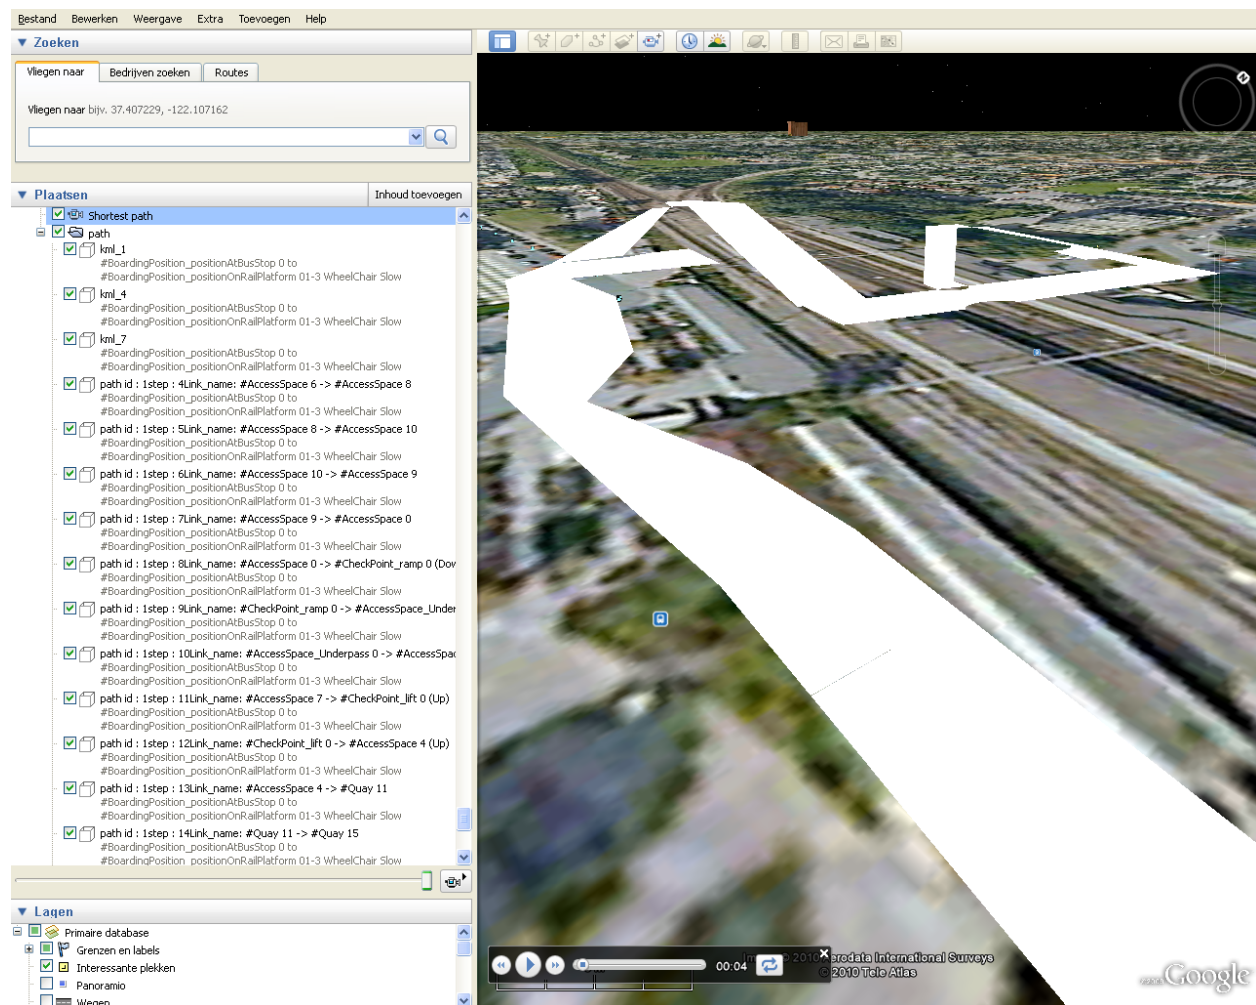 Bestand Bewerken Weergave Extra Toevoegen Help
Zoeken
Vliegen naar Bedrijven zoeken Routes
Vliegen naar bijv. 37.407229, -122.107162
Plaatsen Inhoud toevoegen
Shortest path
path
kml_1
#BoardingPosition_positionAtBusStop 0 to
#BoardingPosition_positionOnRailPlatform 01-3 WheelChair Slow
kml_4
#BoardingPosition_positionAtBusStop 0 to
#BoardingPosition_positionOnRailPlatform 01-3 WheelChair Slow
kml_7
#BoardingPosition_positionAtBusStop 0 to
#BoardingPosition_positionOnRailPlatform 01-3 WheelChair Slow
path id : 1step : 4Link_name: #AccessSpace 6 -> #AccessSpace 8
#BoardingPosition_positionAtBusStop 0 to
#BoardingPosition_positionOnRailPlatform 01-3 WheelChair Slow
path id : 1step : 5Link_name: #AccessSpace 8 -> #AccessSpace 10
#BoardingPosition_positionAtBusStop 0 to
#BoardingPosition_positionOnRailPlatform 01-3 WheelChair Slow
path id : 1step : 6Link_name: #AccessSpace 10 -> #AccessSpace 9
#BoardingPosition_positionAtBusStop 0 to
#BoardingPosition_positionOnRailPlatform 01-3 WheelChair Slow
path id : 1step : 7Link_name: #AccessSpace 9 -> #AccessSpace 0
#BoardingPosition_positionAtBusStop 0 to
#BoardingPosition_positionOnRailPlatform 01-3 WheelChair Slow
path id : 1step : 8Link_name: #AccessSpace 0 -> #CheckPoint_ramp 0 (Dow
#BoardingPosition_positionAtBusStop 0 to
#BoardingPosition_positionOnRailPlatform 01-3 WheelChair Slow
path id : 1step : 9Link_name: #CheckPoint_ramp 0 -> #AccessSpace_Under
#BoardingPosition_positionAtBusStop 0 to
#BoardingPosition_positionOnRailPlatform 01-3 WheelChair Slow
path id : 1step : 10Link_name: #AccessSpace_Underpass 0 -> #AccessSpac
#BoardingPosition_positionAtBusStop 0 to
#BoardingPosition_positionOnRailPlatform 01-3 WheelChair Slow
path id : 1step : 11Link_name: #AccessSpace 7 -> #CheckPoint_lift 0 (Up)
#BoardingPosition_positionAtBusStop 0 to
#BoardingPosition_positionOnRailPlatform 01-3 WheelChair Slow
path id : 1step : 12Link_name: #CheckPoint_lift 0 -> #AccessSpace 4 (Up)
#BoardingPosition_positionAtBusStop 0 to
#BoardingPosition_positionOnRailPlatform 01-3 WheelChair Slow
path id : 1step : 13Link_name: #AccessSpace 4 -> #Quay 11
#BoardingPosition_positionAtBusStop 0 to
#BoardingPosition_positionOnRailPlatform 01-3 WheelChair Slow
path id : 1step : 14Link_name: #Quay 11 -> #Quay 15
#BoardingPosition_positionAtBusStop 0 to
#BoardingPosition_positionOnRailPlatform 01-3 WheelChair Slow
Lagen
Primaire database
Grenzen en labels
Interessante plekken
Panoramio
Wegen
00:04
© 2010 Aerodata International Surveys
© 2010 Tele Atlas
Google